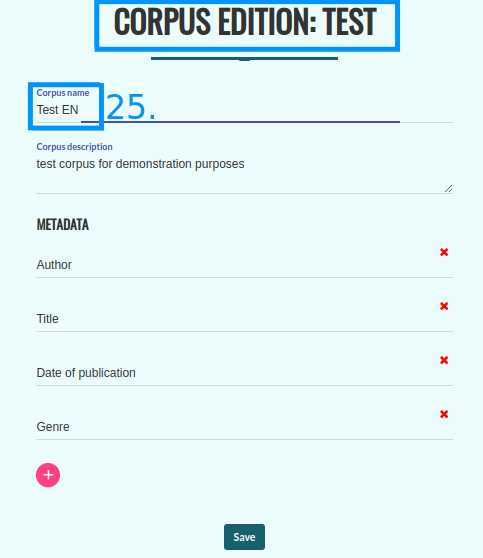 CORPUS EDITION: TEST
Corpus name
Test EN 25.
Corpus description
test corpus for demonstration purposes
METADATA
Author
Title
Date of publication
Genre
Save